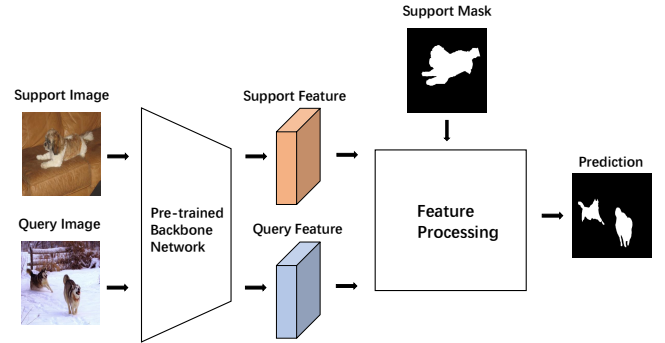 Support Mask
Support Image
Support Feature
Prediction
Query Image
Pre-trained
Backbone
Network
Query Feature
Feature
Processing